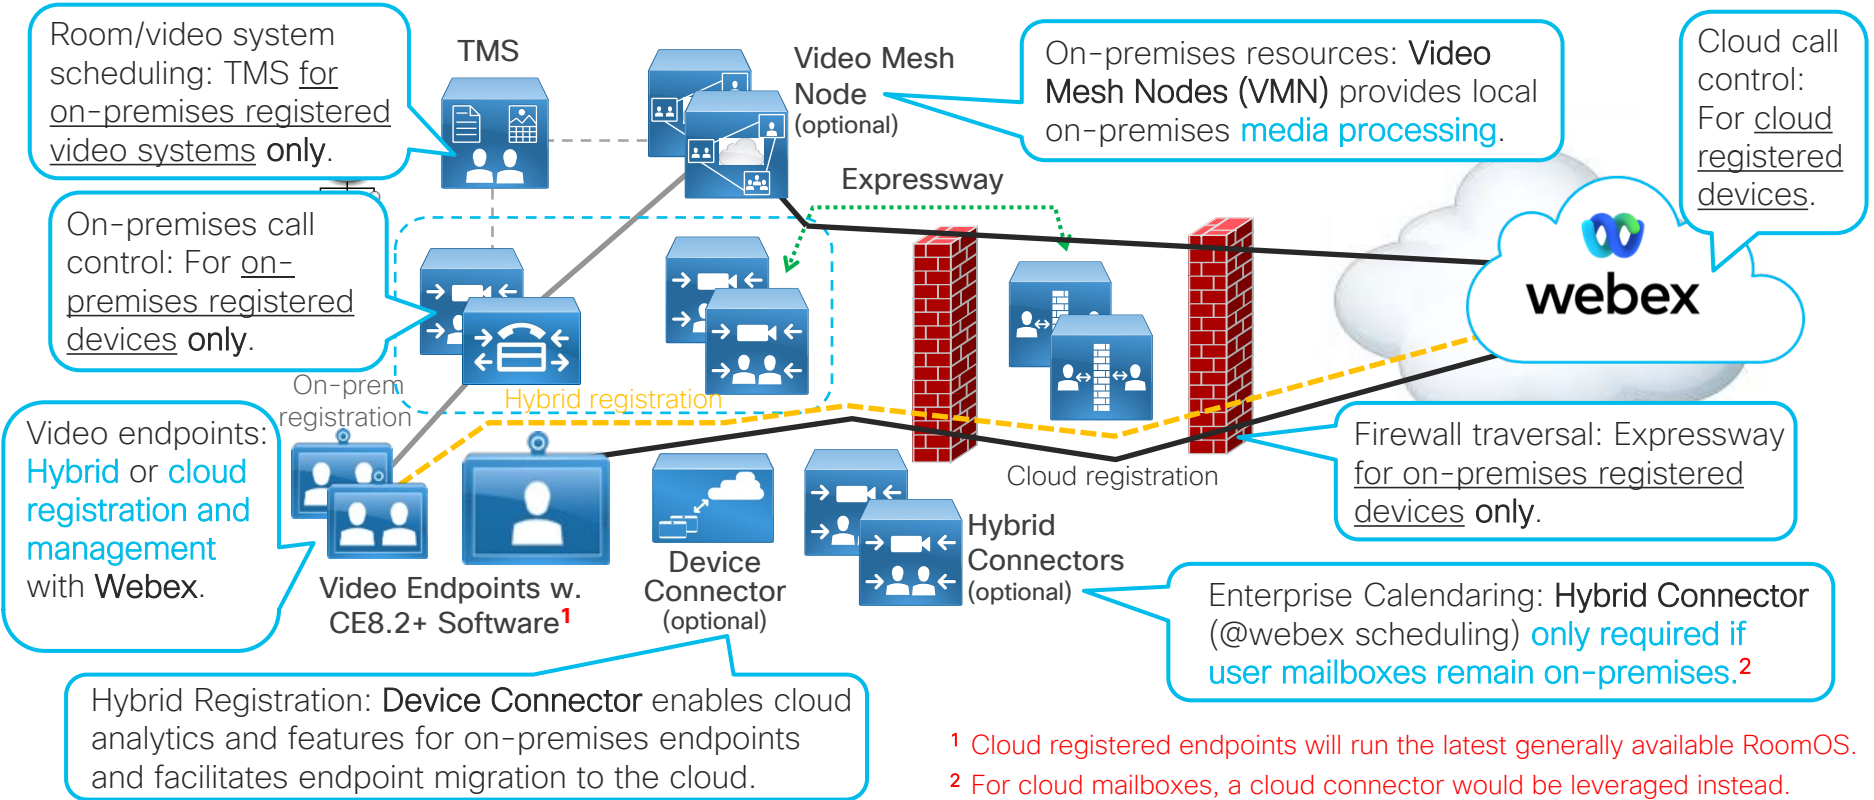 Room/video system
scheduling: TMS for
on-premises registered
video systems only.
TMS
Video Mesh
Node
(optional)
On-premises resources: Video
Mesh Nodes (VMN) provides local
on-premises media processing.
Cloud call
control:
For cloud
registered
devices.
Expressway
On-premises call
control: For on-
premises registered
devices only.
webex
On-prem
registration
Hybrid registration
Video endpoints:
Hybrid or cloud
registration and
management
with Webex.
Cloud registration
Firewall traversal: Expressway
for on-premises registered
devices only.
Video Endpoints w.
CE8.2+ Software1
Device
Connector
(optional)
Hybrid
Connectors
(optional)
Enterprise Calendaring: Hybrid Connector
(@webex scheduling) only required if
user mailboxes remain on-premises.2
Hybrid Registration: Device Connector enables cloud
analytics and features for on-premises endpoints
and facilitates endpoint migration to the cloud.
1 Cloud registered endpoints will run the latest generally available RoomOS.
2 For cloud mailboxes, a cloud connector would be leveraged instead.